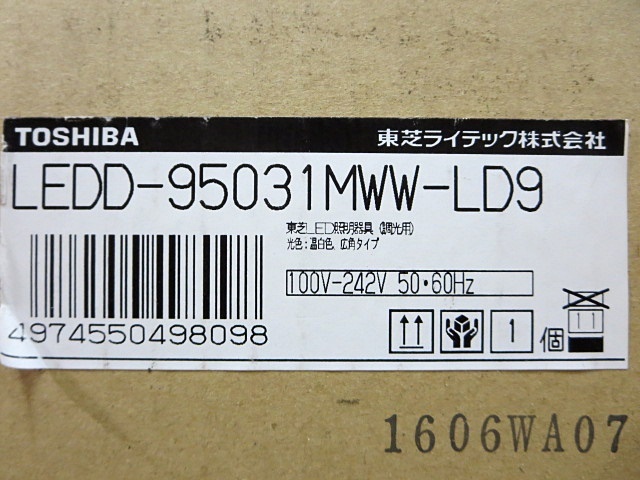 TOSHIBA 東芝ライテック株式会社
LEDD-95031MWW-LD9
東芝LED照明器具 (調光用)
光色:温白色, 広角タイプ
100V-242V 50・60Hz
4974550498098
1 個
11
1606WA07